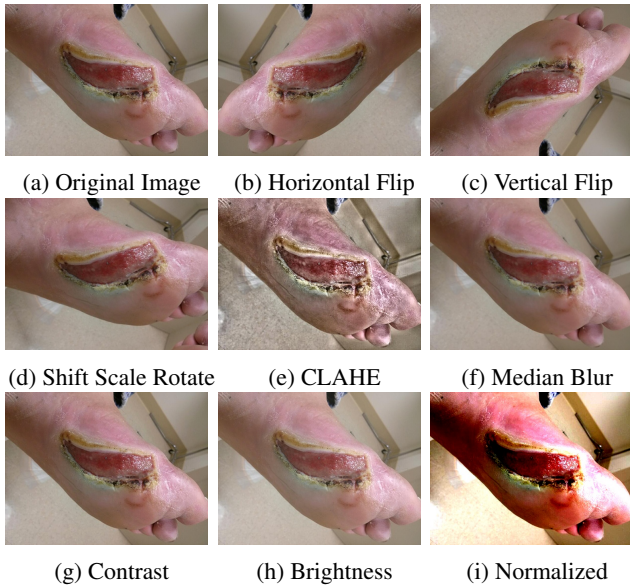 (a) Original Image
(b) Horizontal Flip
(c) Vertical Flip
(d) Shift Scale Rotate
(e) CLAHE
(f) Median Blur
(g) Contrast
(h) Brightness
(i) Normalized